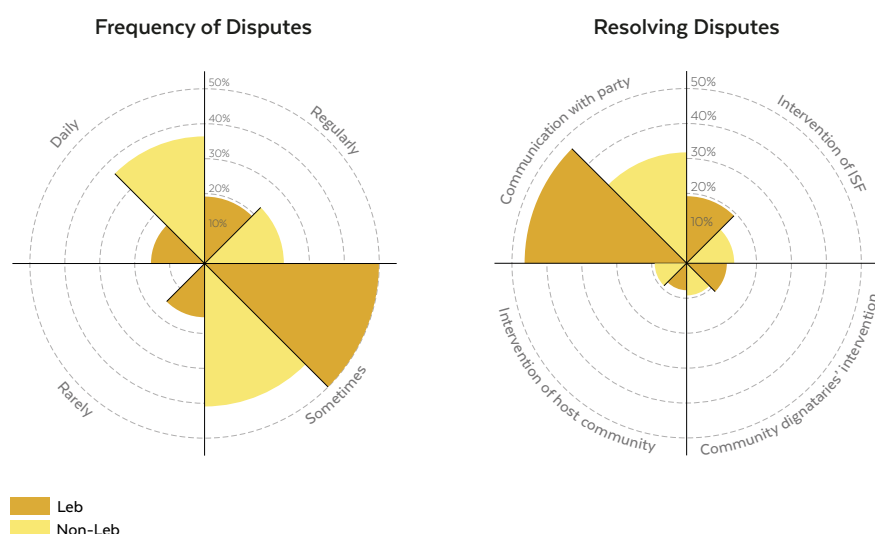 Frequency of Disputes
50%
40%
30%
20%
10%
Daily
Regularly
Rarely
Sometimes
Resolving Disputes
50%
40%
30%
20%
10%
Communication with party
Intervention of ISF
Intervention of host community
Community dignataries' intervention
Leb
Non-Leb